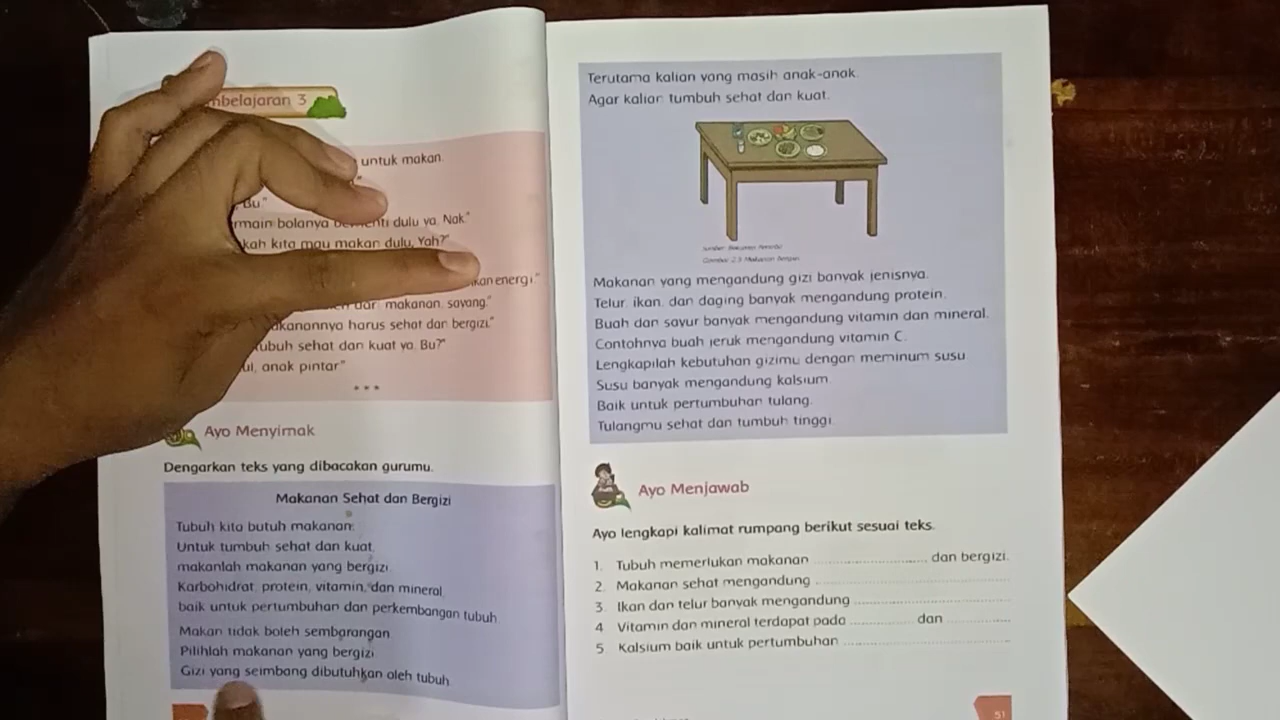 mbelajaran 3
untuk makan.
Bu."
rmain bolanya dulu ya, Nak."
kah kita mau makan dulu, Yah?"
kan energi."
dari makanan, sayang."
akanannya harus sehat dan bergizi."
tubuh sehat dan kuat ya, Bu?"
ul, anak pintar"
***
Ayo Menyimak
Dengarkan teks yang dibacakan gurumu.
Makanan Sehat dan Bergizi
Tubuh kita butuh makanan.
Untuk tumbuh sehat dan kuat,
makanlah makanan yang bergizi.
Karbohidrat, protein, vitamin, dan mineral
baik untuk pertumbuhan dan perkembangan tubuh.
Makan tidak boleh sembarangan.
Pilihlah makanan yang bergizi.
Gizi yang seimbang dibutuhkan oleh tubuh.
Terutama kalian yang masih anak-anak.
Agar kalian tumbuh sehat dan kuat.
Sumber: Dokumen Penerbit
Gambar 2.3 Makanan Bergizi
Makanan yang mengandung gizi banyak jenisnya.
Telur, ikan, dan daging banyak mengandung protein.
Buah dan sayur banyak mengandung vitamin dan mineral.
Contohnya buah jeruk mengandung vitamin C.
Lengkapilah kebutuhan gizimu dengan meminum susu.
Susu banyak mengandung kalsium.
Baik untuk pertumbuhan tulang.
Tulangmu sehat dan tumbuh tinggi.
Ayo Menjawab
Ayo lengkapi kalimat rumpang berikut sesuai teks.
1. Tubuh memerlukan makanan .......................... dan bergizi.
2. Makanan sehat mengandung ..........................
3. Ikan dan telur banyak mengandung ..........................
4. Vitamin dan mineral terdapat pada ................ dan ................
5. Kalsium baik untuk pertumbuhan ..........................
51